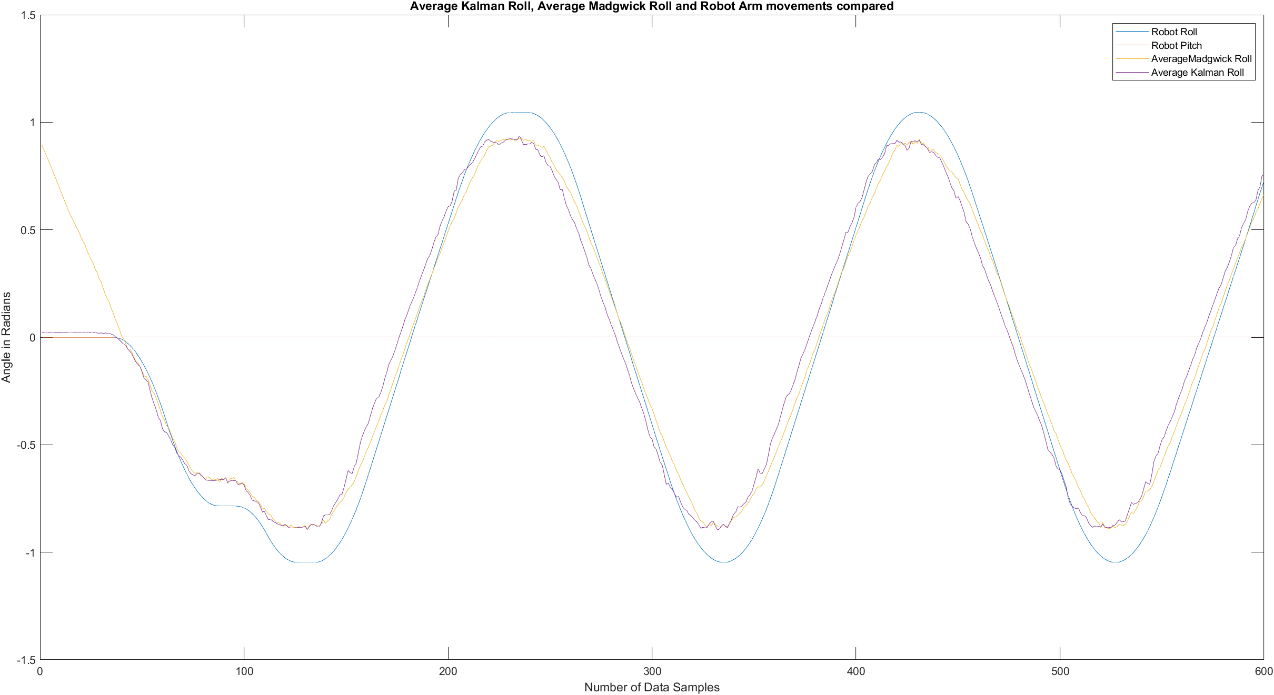 Average Kalman Roll, Average Madgwick Roll and Robot Arm movements compared
1.5
1
0.5
0
-0.5
-1
-1.5
Angle in Radians
Robot Roll
Robot Pitch
AverageMadgwick Roll
Average Kalman Roll
0
100
200
300
400
500
600
Number of Data Samples